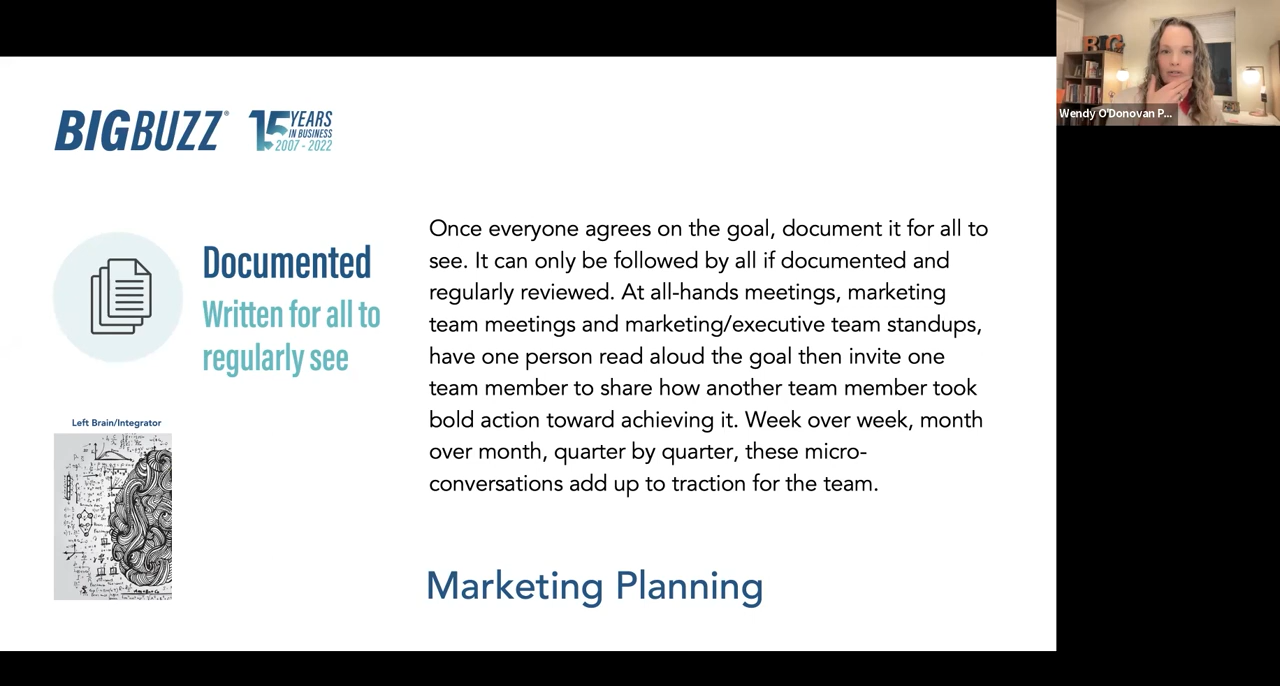 BIGBUZZ®
15 YEARS
IN BUSINESS
2007 - 2022
Documented
Written for all to
regularly see
Left Brain/Integrator
Once everyone agrees on the goal, document it for all to
see. It can only be followed by all if documented and
regularly reviewed. At all-hands meetings, marketing
team meetings and marketing/executive team standups,
have one person read aloud the goal then invite one
team member to share how another team member took
bold action toward achieving it. Week over week, month
over month, quarter by quarter, these micro-
conversations add up to traction for the team.
Marketing Planning
BIG
Wendy O'Donovan P...